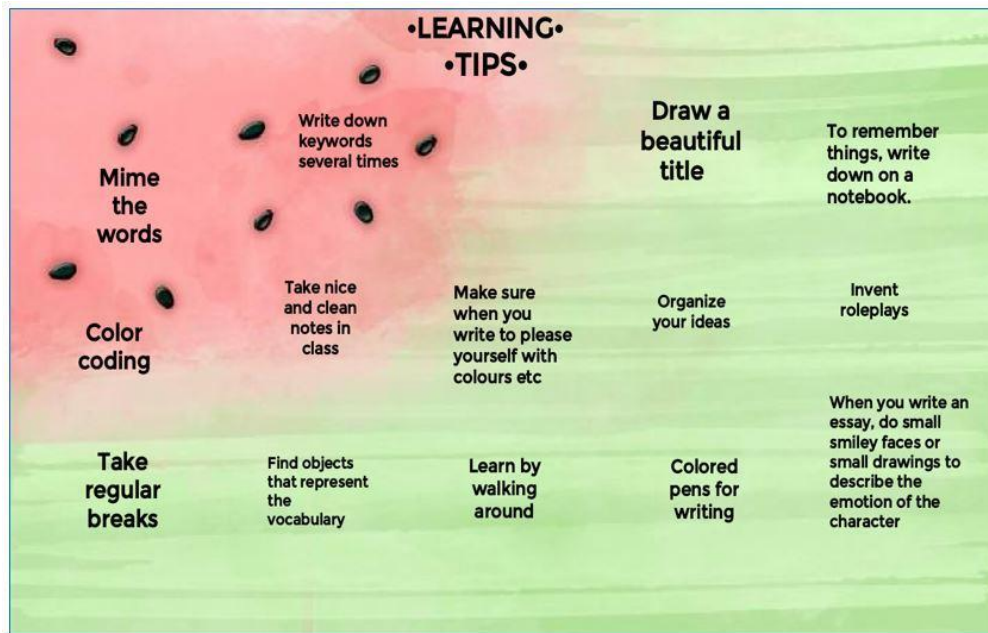 •LEARNING•
•TIPS•
Mime
the
words
Write down
keywords
several times
Draw a
beautiful
title
To remember
things, write
down on a
notebook.
Color
coding
Take nice
and clean
notes in
class
Make sure
when you
write to please
yourself with
colours etc
Organize
your ideas
Invent
roleplays
Take
regular
breaks
Find objects
that represent
the
vocabulary
Learn by
walking
around
Colored
pens for
writing
When you write an
essay, do small
smiley faces or
small drawings to
describe the
emotion of the
character